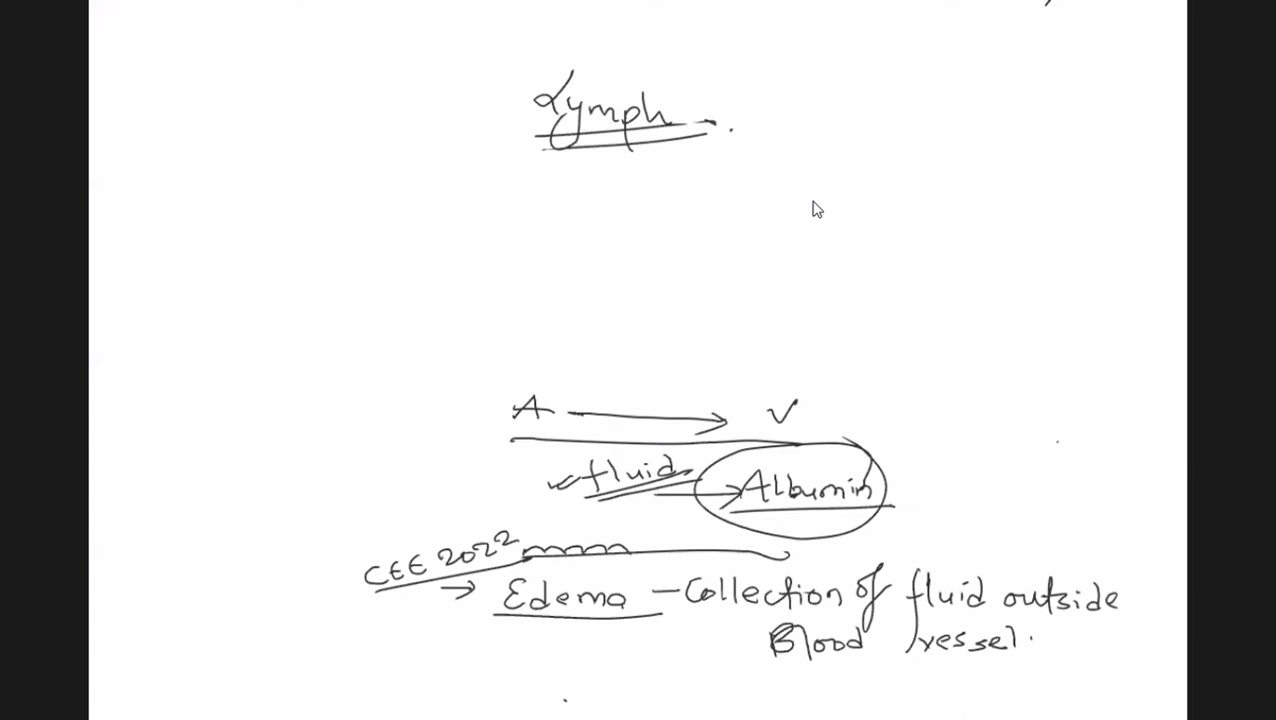 Lymph
A → V
fluid → Albumin
CEE 2022
→ Edema - Collection of fluid outside
Blood vessel.